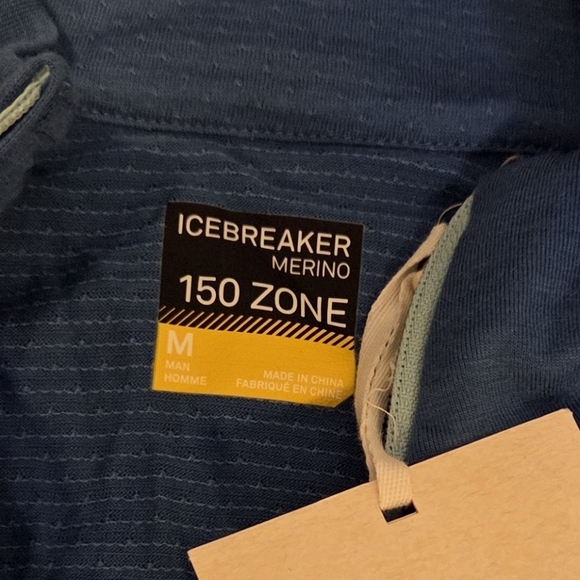 ICEBREAKER
MERINO
150 ZONE
M
MAN
HOMME
MADE IN CHINA
FABRIQUÉ EN CHINE